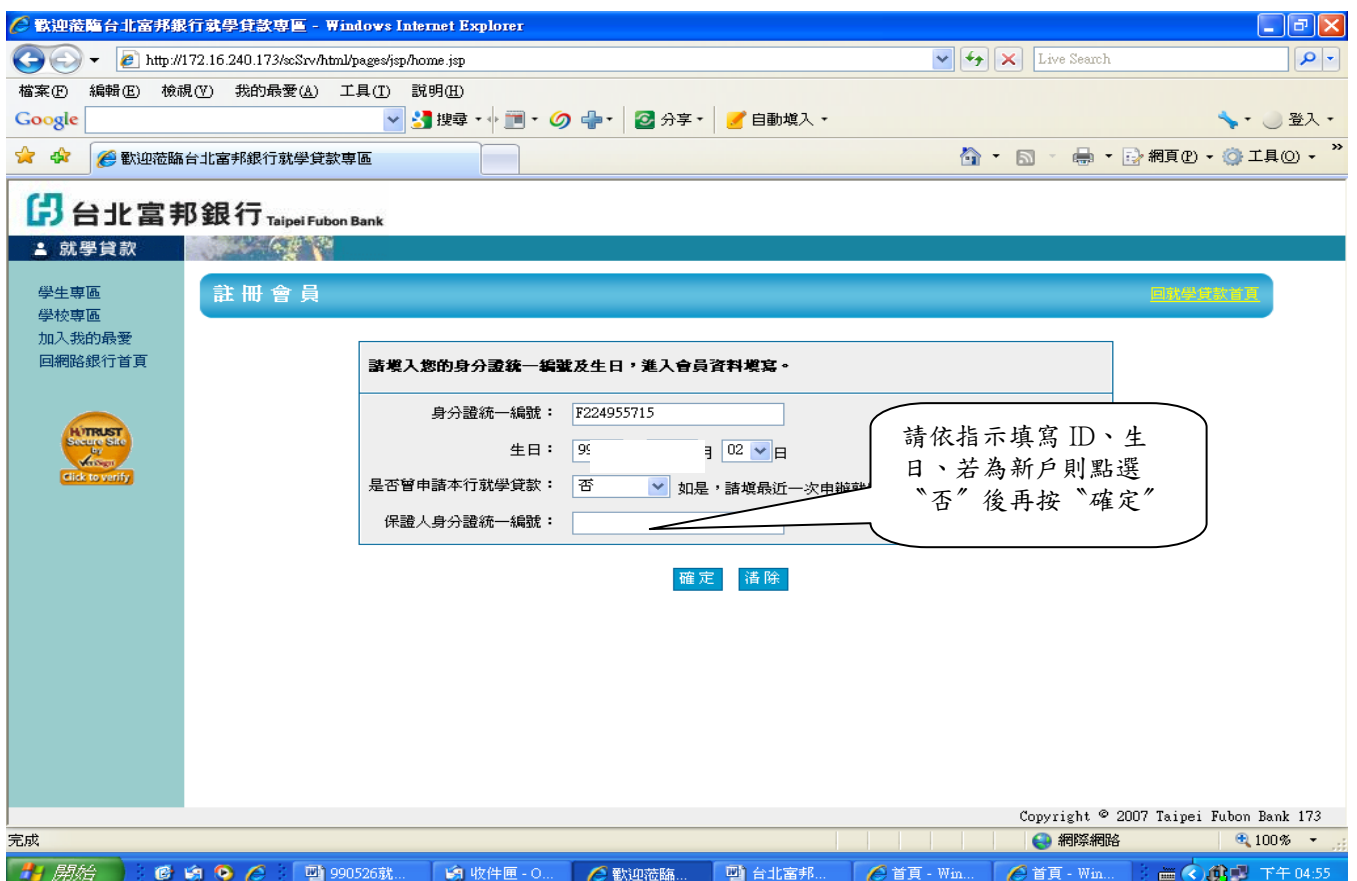 歡迎蒞臨台北富邦銀行就學貸款專區 - Windows Internet Explorer
http://172.16.240.173/scSrv/html/pages/jsp/home.jsp
Live Search
檔案(F) 編輯(E) 檢視(V) 我的最愛(A) 工具(T) 說明(H)
Google 搜尋 分享 自動填入 登入
歡迎蒞臨台北富邦銀行就學貸款專區 網頁(P) 工具(O) »
台北富邦銀行 Taipei Fubon Bank
就學貸款
學生專區
學校專區
加入我的最愛
回網路銀行首頁
HiTRUST
Secure Site
by
VeriSign
Click to verify
註冊會員
回就學貸款首頁
請填入您的身分證統一編號及生日，進入會員資料填寫。
身分證統一編號： F224955715
生日： 99 月 02 日
是否曾申請本行就學貸款： 否 如是，請填最近一次申辦就
保證人身分證統一編號：
請依指示填寫 ID、生
日、若為新戶則點選
〝否〞後再按〝確定〞
確定 清除
Copyright © 2007 Taipei Fubon Bank 173
完成 網際網路 100%
開始 990526就... 收件匣 - O... 歡迎蒞臨... 台北富邦... 首頁 - Win... 首頁 - Win... 下午 04:55